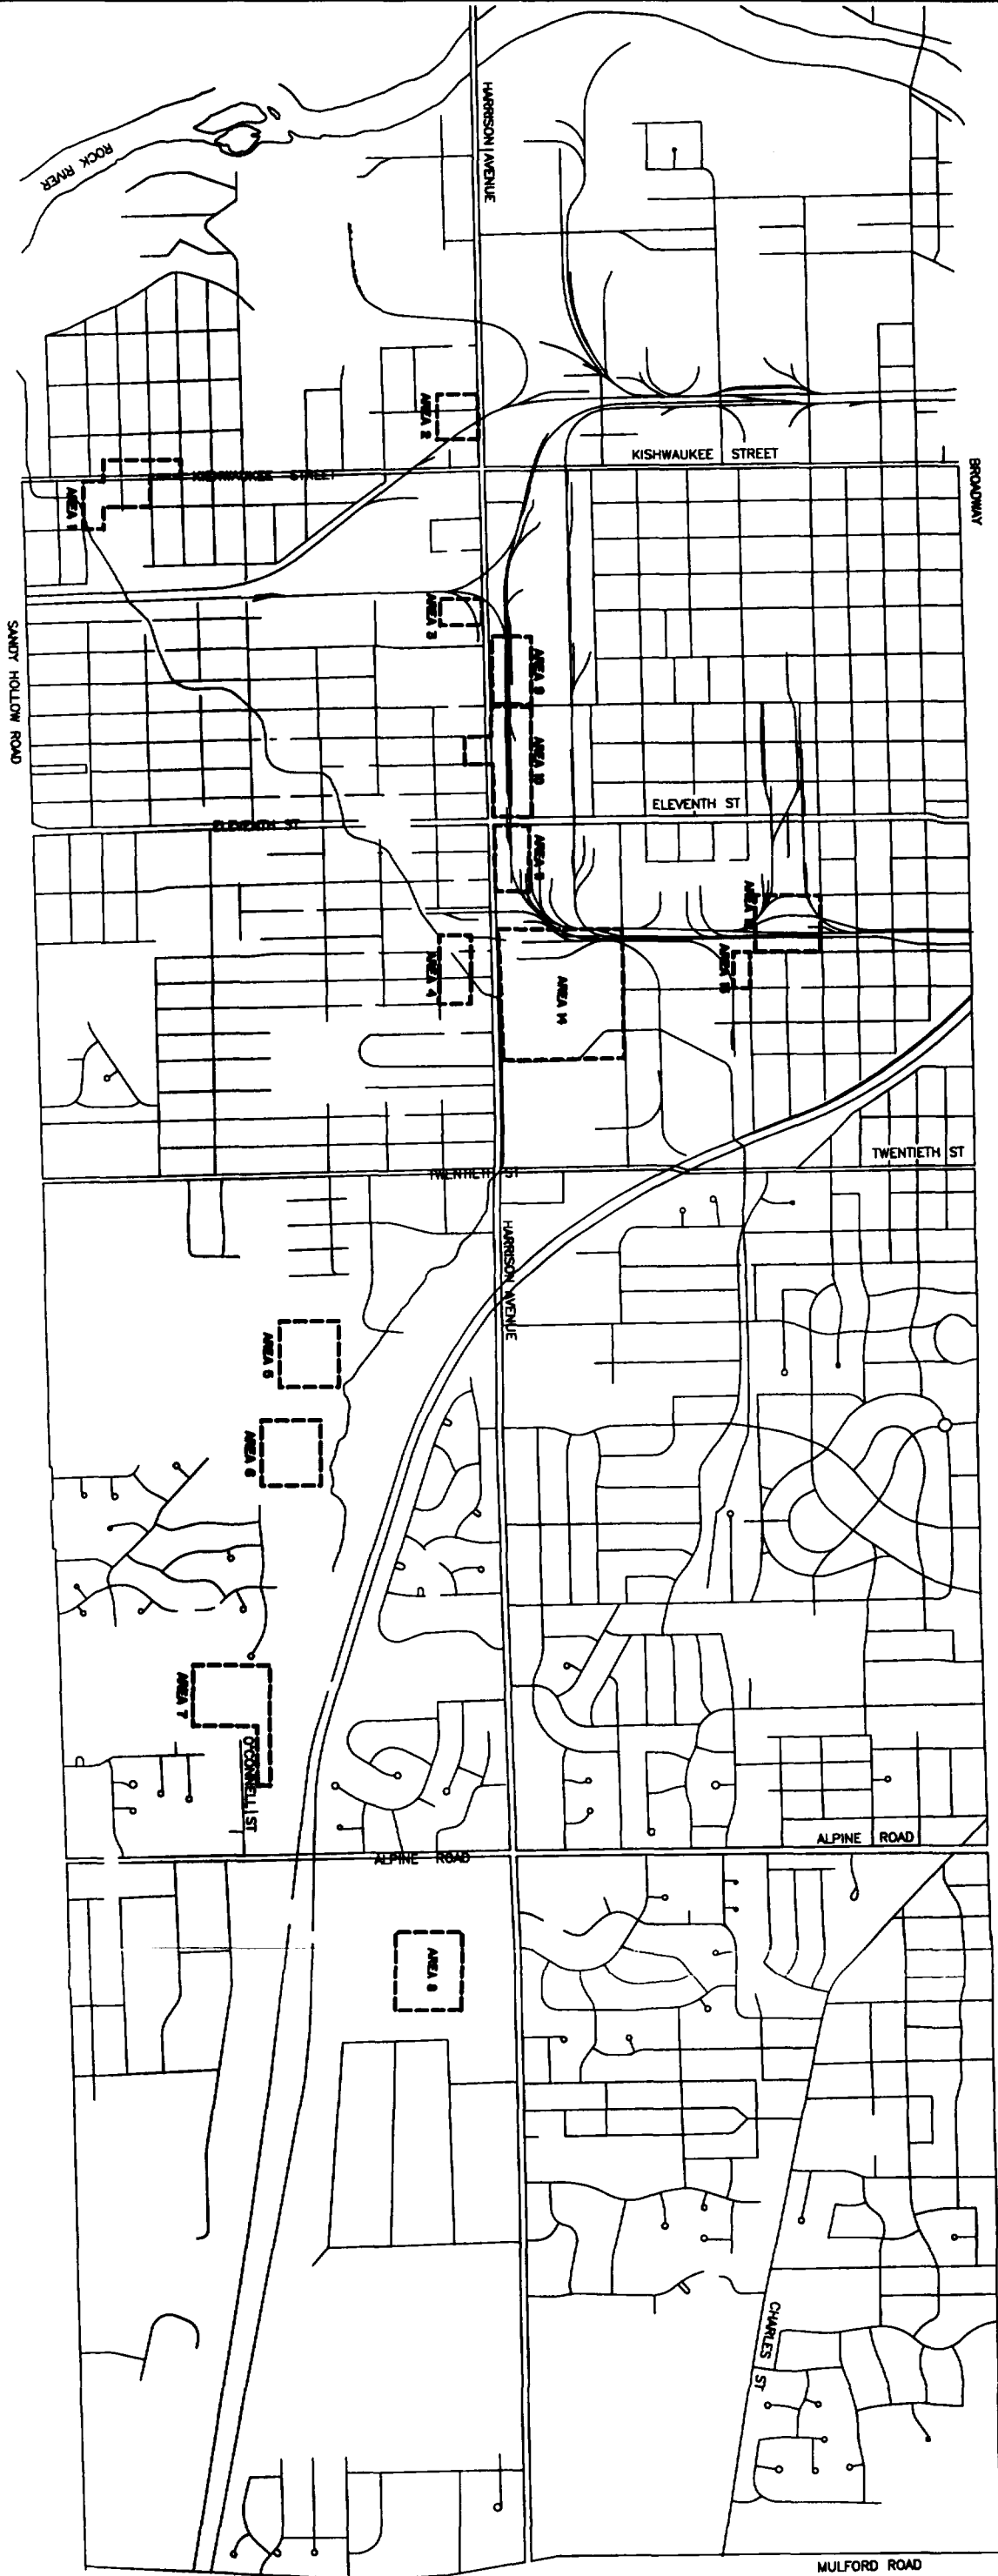 ROCK RIVER
HARRISON AVENUE
AREA 2
KISHWAUKEE STREET
BROADWAY
KISHWAUKEE STREET
AREA 1
AREA 3
SANDY HOLLOW ROAD
AREA 10
ELEVENTH ST
ELEVENTH ST
AREA 4
AREA 14
TWENTIETH ST
TWENTIETH ST
HARRISON AVENUE
AREA 5
AREA 6
AREA 7
O'CONNELL ST
ALPINE ROAD
ALPINE ROAD
AREA 8
CHARLES ST
MULFORD ROAD